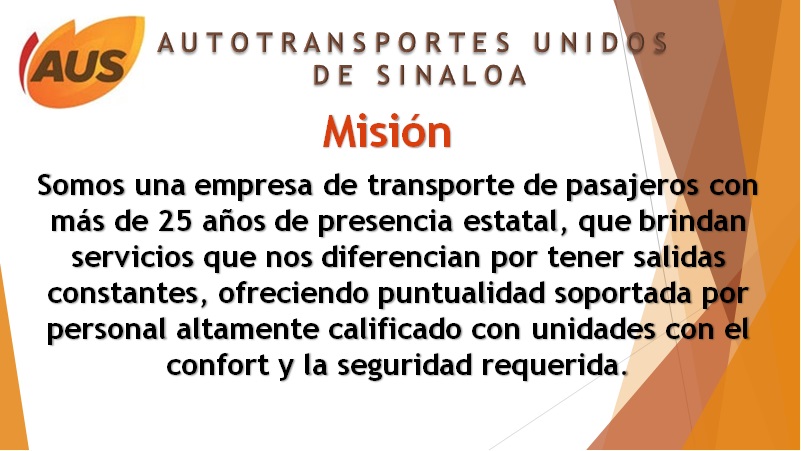 AUS
AUTOTRANSPORTES UNIDOS
DE SINALOA
Misión
Somos una empresa de transporte de pasajeros con
más de 25 años de presencia estatal, que brindan
servicios que nos diferencian por tener salidas
constantes, ofreciendo puntualidad soportada por
personal altamente calificado con unidades con el
confort y la seguridad requerida.